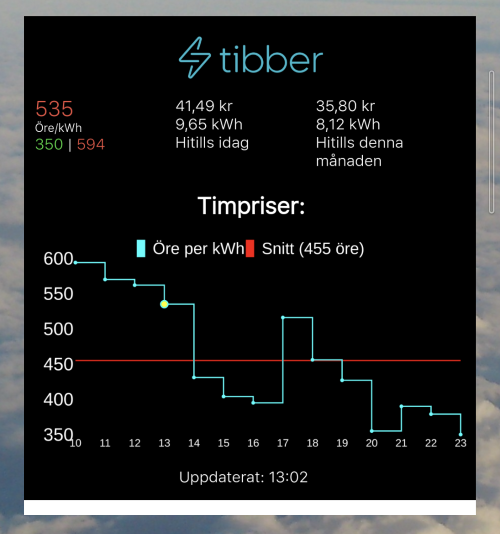 tibber
535
Öre/kWh
350 | 594
41,49 kr
9,65 kWh
Hitills idag
35,80 kr
8,12 kWh
Hitills denna
månaden
Timpriser:
Öre per kWh Snitt (455 öre)
600
550
500
450
400
350
10 11 12 13 14 15 16 17 18 19 20 21 22 23
Uppdaterat: 13:02